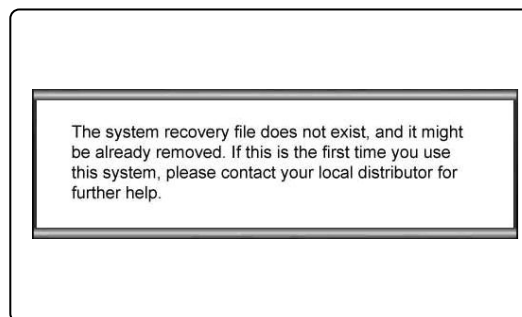 The system recovery file does not exist, and it might
be already removed. If this is the first time you use
this system, please contact your local distributor for
further help.